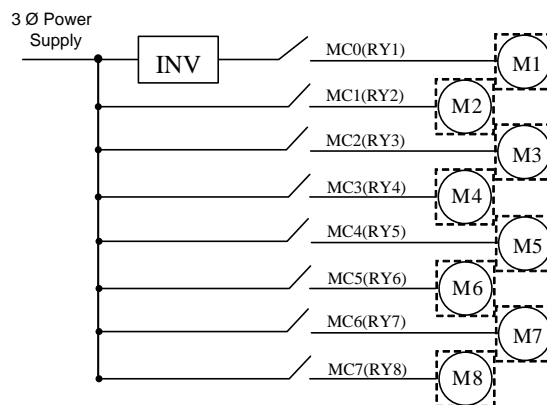 3 Ø Power
Supply
INV
MC0(RY1)
M1
MC1(RY2)
M2
MC2(RY3)
M3
MC3(RY4)
M4
MC4(RY5)
M5
MC5(RY6)
M6
MC6(RY7)
M7
MC7(RY8)
M8